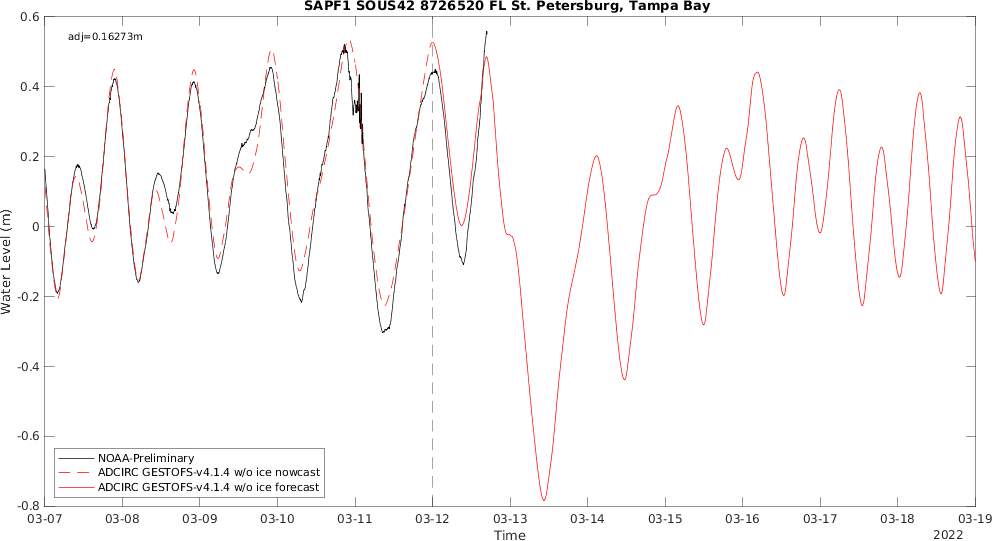 SAPF1 SOUS42 8726520 FL St. Petersburg, Tampa Bay
adj=0.16273m
0.6
0.4
0.2
0
-0.2
-0.4
-0.6
-0.8
Water Level (m)
NOAA-Preliminary
ADCIRC GESTOFS-v4.1.4 w/o ice nowcast
ADCIRC GESTOFS-v4.1.4 w/o ice forecast
03-07 03-08 03-09 03-10 03-11 03-12 03-13 03-14 03-15 03-16 03-17 03-18 03-19
Time
2022